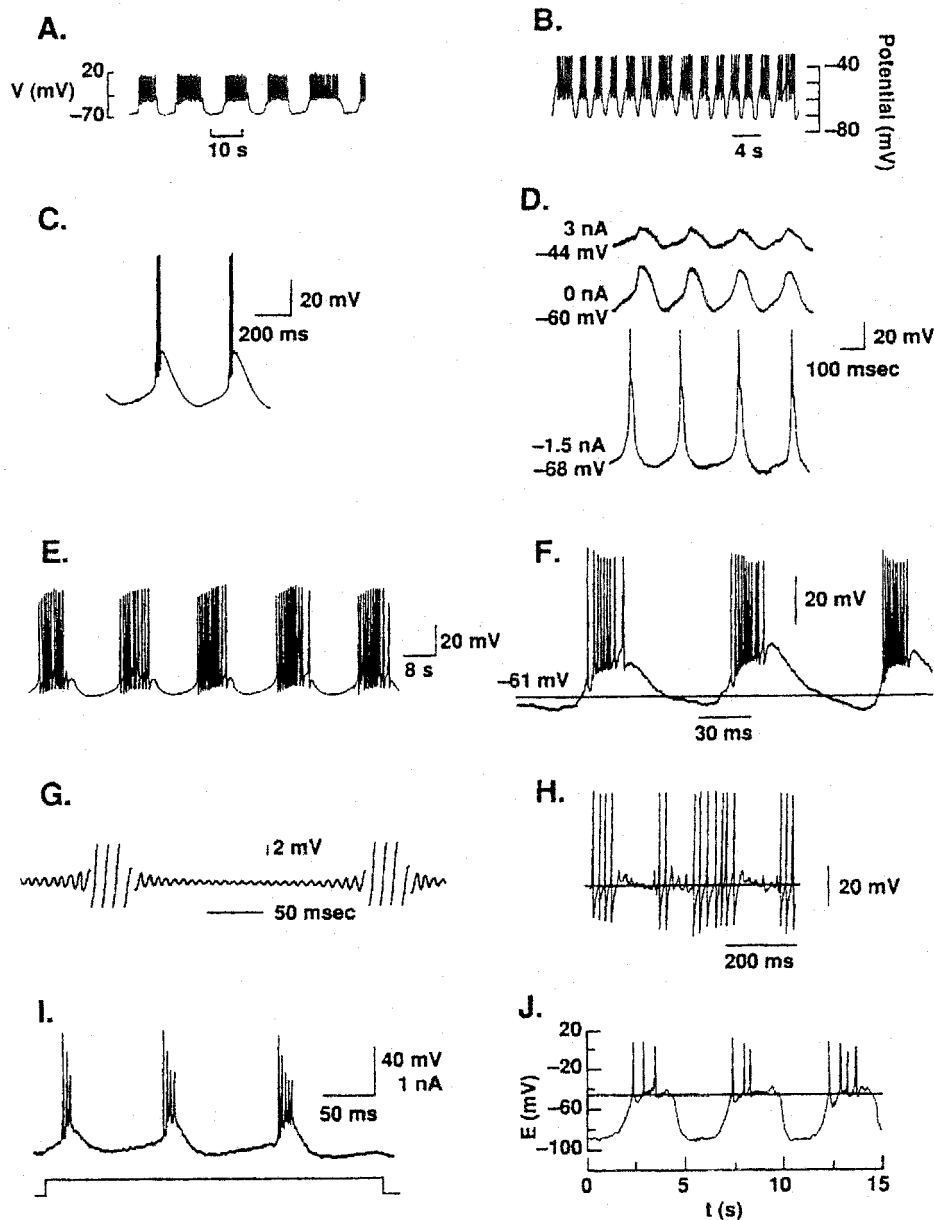 A.
20
V (mV)
−70
10 s
B.
−40
−80
Potential (mV)
4 s
C.
20 mV
200 ms
D.
3 nA
−44 mV
0 nA
−60 mV
20 mV
100 msec
−1.5 nA
−68 mV
E.
20 mV
8 s
F.
20 mV
−61 mV
30 ms
G.
2 mV
50 msec
H.
20 mV
200 ms
I.
40 mV
1 nA
50 ms
J.
20
−20
−60
−100
E (mV)
0 5 10 15
t (s)